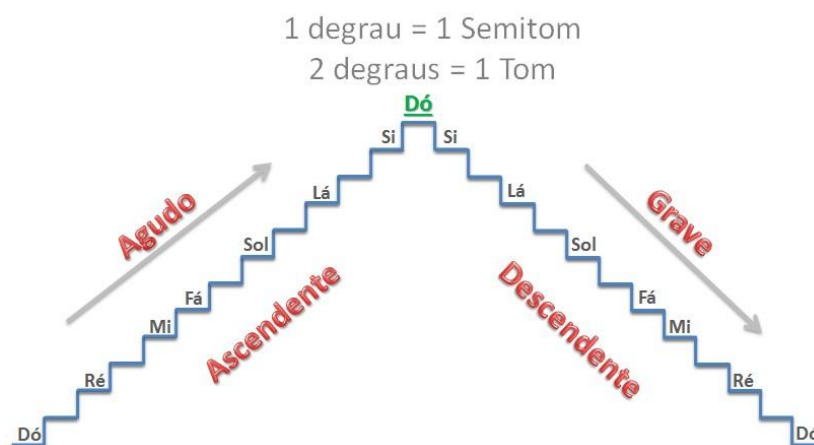 1 degrau = 1 Semitom
2 degraus = 1 Tom
Dó
Si
Si
Lá
Lá
Agudo
Grave
Sol
Sol
Ascendente
Descendente
Fá
Fá
Mi
Mi
Ré
Ré
Dó
Dó